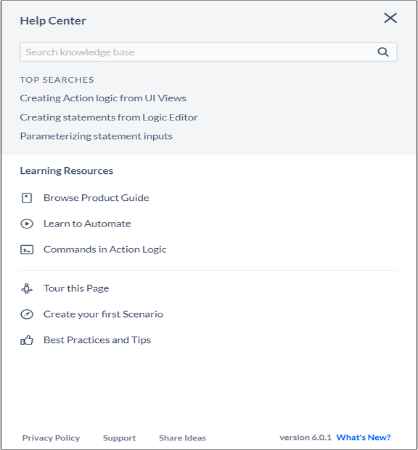 Help Center
Search knowledge base
TOP SEARCHES
Creating Action logic from UI Views
Creating statements from Logic Editor
Parameterizing statement inputs
Learning Resources
Browse Product Guide
Learn to Automate
Commands in Action Logic
Tour this Page
Create your first Scenario
Best Practices and Tips
Privacy Policy Support Share Ideas version 6.0.1 What's New?